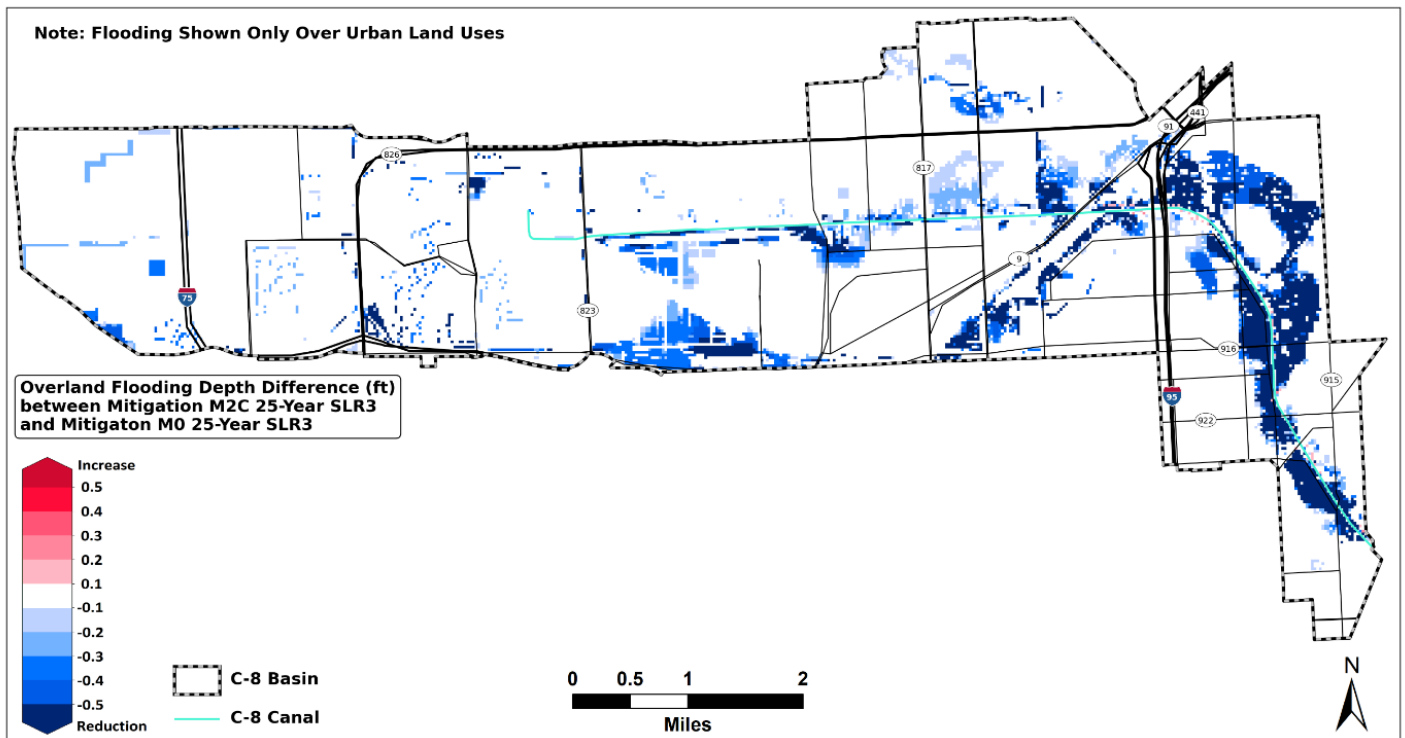 Note: Flooding Shown Only Over Urban Land Uses
441
91
826
817
9
75
823
916
915
95
922
Overland Flooding Depth Difference (ft)
between Mitigation M2C 25-Year SLR3
and Mitigaton M0 25-Year SLR3
Increase
0.5
0.4
0.3
0.2
0.1
-0.1
-0.2
-0.3
-0.4
-0.5
Reduction
C-8 Basin
C-8 Canal
0 0.5 1 2
Miles
N